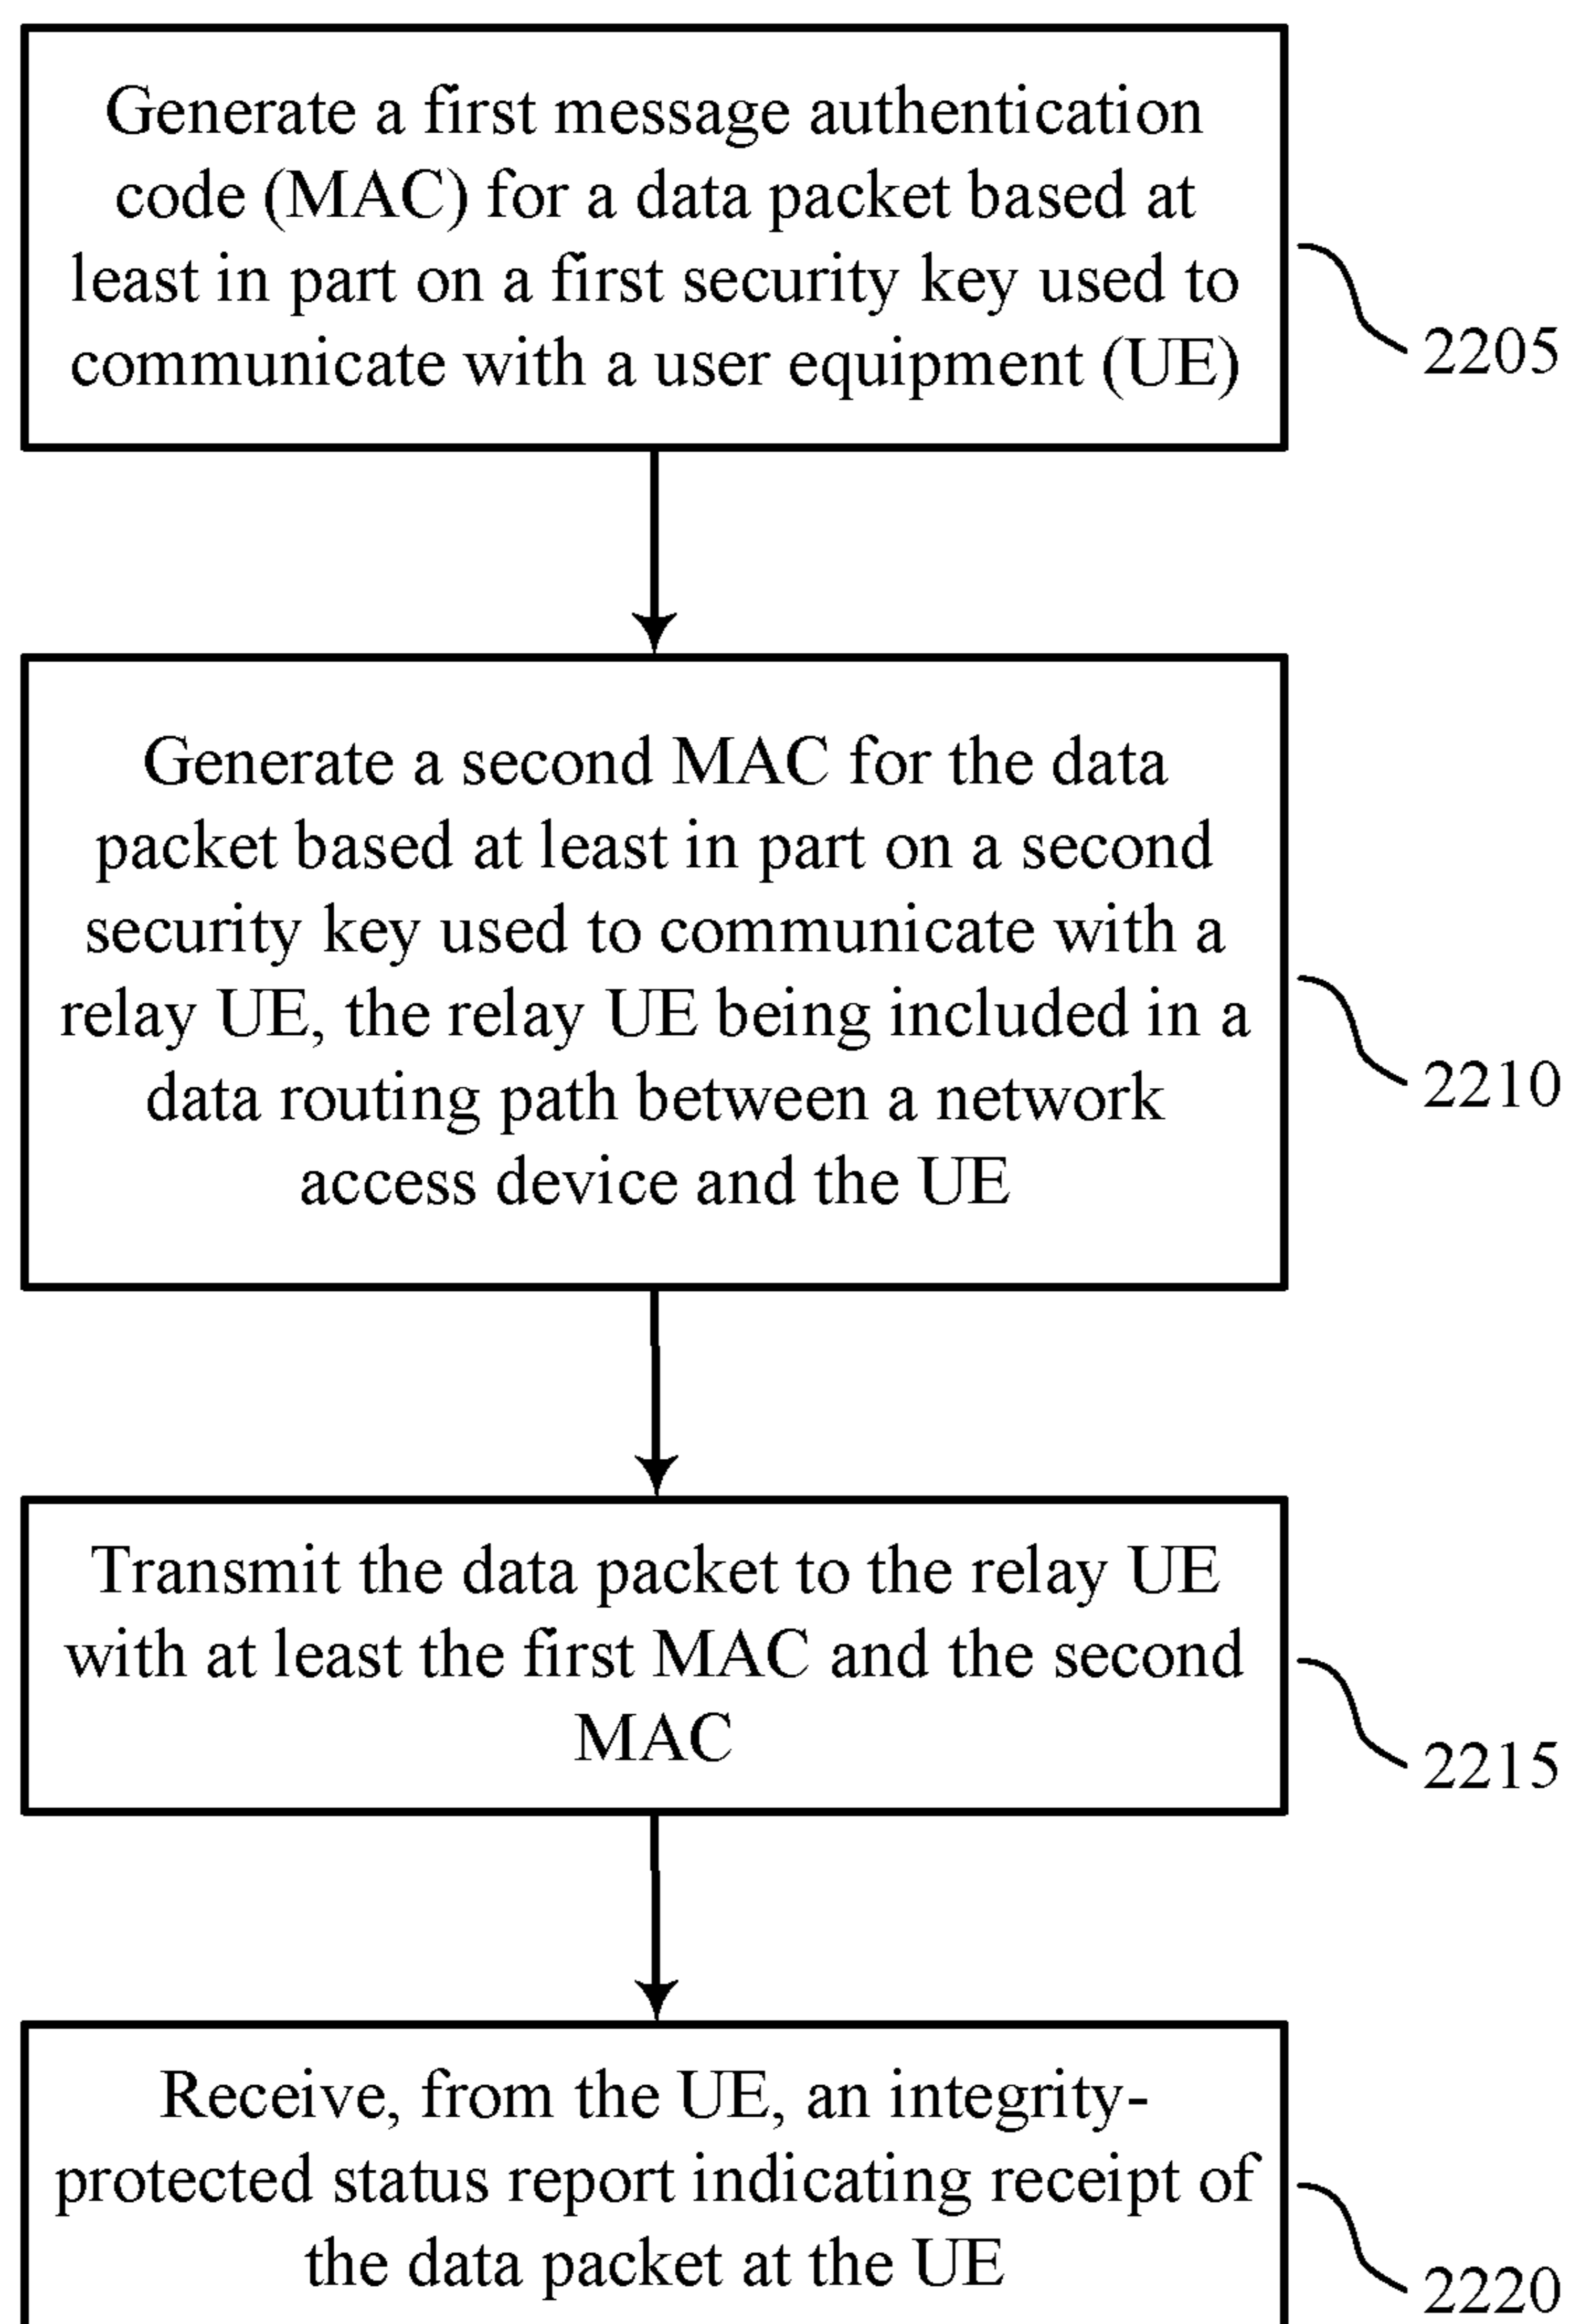 Generate a first message authentication
code (MAC) for a data packet based at
least in part on a first security key used to
communicate with a user equipment (UE)
2205
Generate a second MAC for the data
packet based at least in part on a second
security key used to communicate with a
relay UE, the relay UE being included in a
data routing path between a network
access device and the UE
2210
Transmit the data packet to the relay UE
with at least the first MAC and the second
MAC
2215
Receive, from the UE, an integrity-
protected status report indicating receipt of
the data packet at the UE
2220